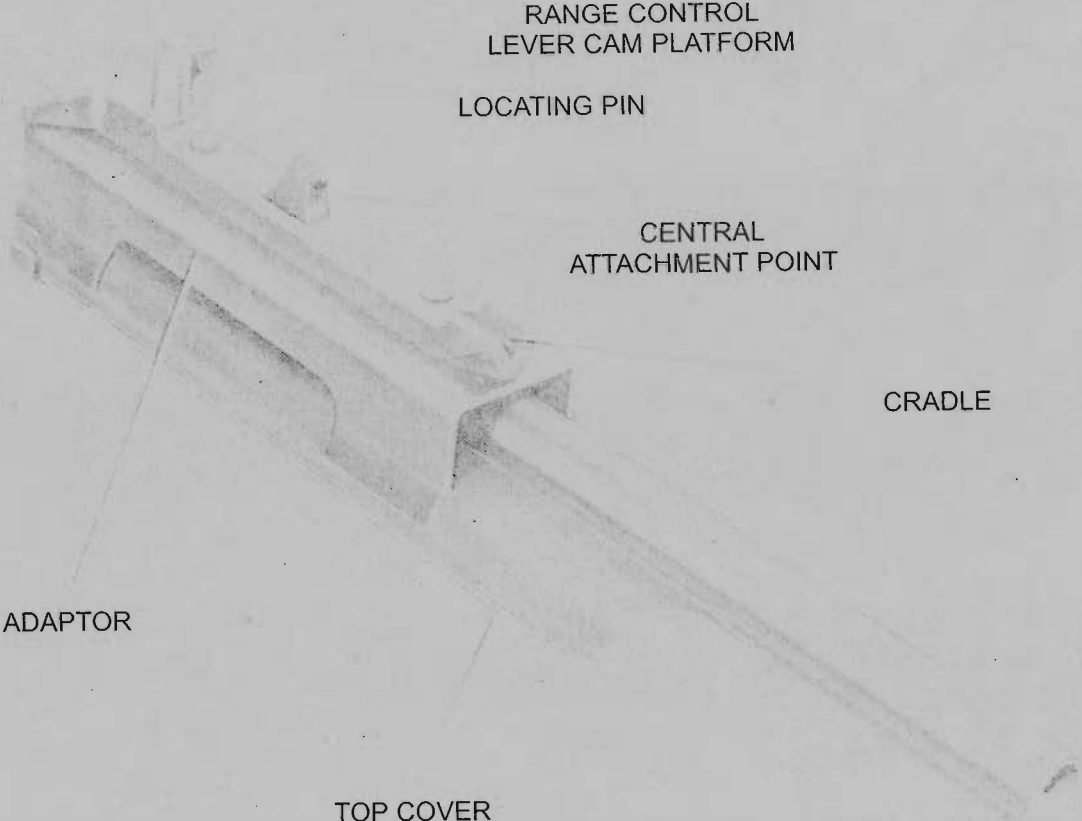 RANGE CONTROL
LEVER CAM PLATFORM
LOCATING PIN
CENTRAL
ATTACHMENT POINT
CRADLE
ADAPTOR
TOP COVER